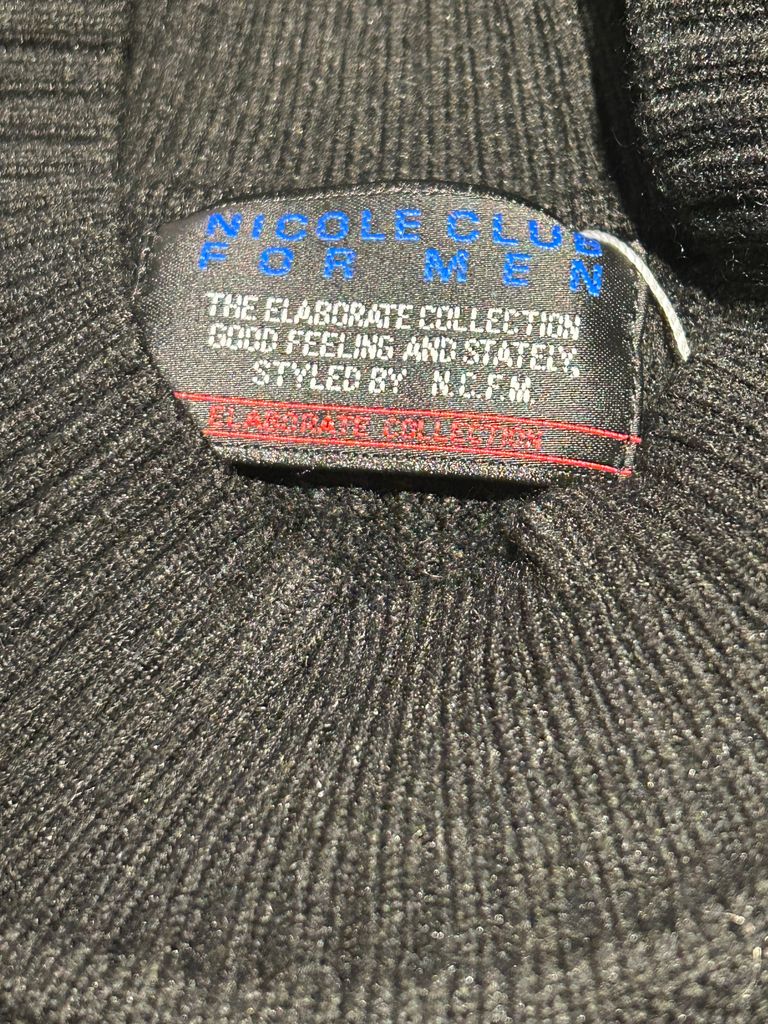 NICOLE CLUB
FOR MEN
THE ELABORATE COLLECTION
GOOD FEELING AND STATELY,
STYLED BY N.C.F.M.
ELABORATE COLLECTION